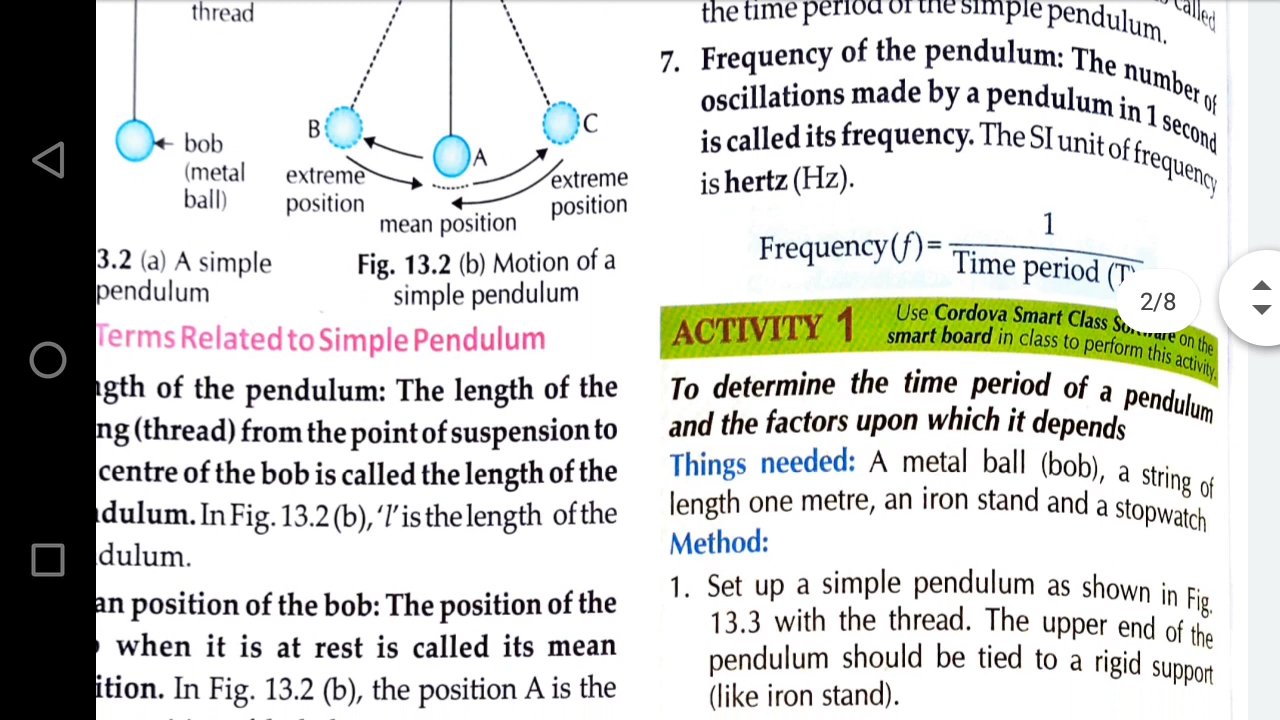 thread
bob
(metal
ball)
B
A
C
extreme
position
extreme
position
mean position
3.2 (a) A simple
pendulum
Fig. 13.2 (b) Motion of a
simple pendulum
Terms Related to Simple Pendulum
gth of the pendulum: The length of the
ng (thread) from the point of suspension to
centre of the bob is called the length of the
dulum. In Fig. 13.2 (b), ‘l’ is the length of the
dulum.
an position of the bob: The position of the
when it is at rest is called its mean
ition. In Fig. 13.2 (b), the position A is the
called
the time period of the simple pendulum.
7. Frequency of the pendulum: The number of
oscillations made by a pendulum in 1 second
is called its frequency. The SI unit of frequency
is hertz (Hz).
Frequency (f) = 1
Time period (T
2/8
ACTIVITY 1
Use Cordova Smart Class Software on the
smart board in class to perform this activity.
To determine the time period of a pendulum
and the factors upon which it depends
Things needed: A metal ball (bob), a string of
length one metre, an iron stand and a stopwatch
Method:
1. Set up a simple pendulum as shown in Fig.
13.3 with the thread. The upper end of the
pendulum should be tied to a rigid support
(like iron stand).